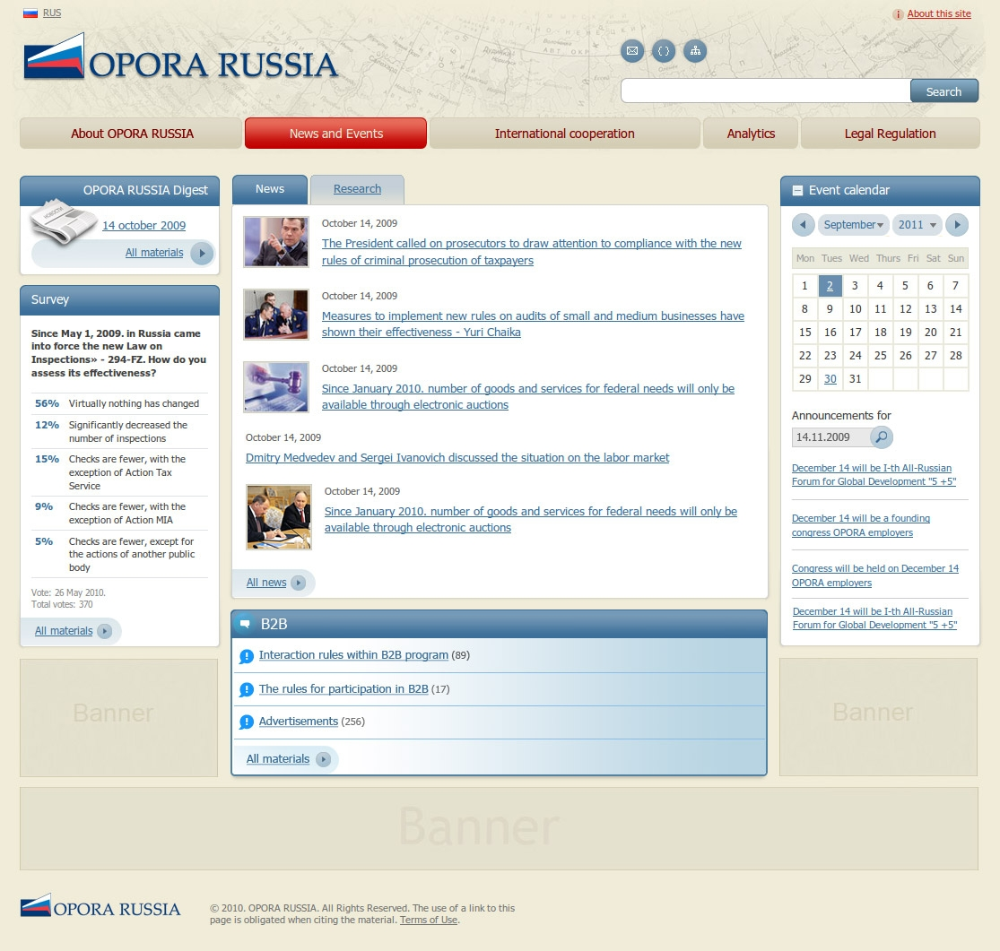 RUS
About this site
OPORA RUSSIA
Search
About OPORA RUSSIA
News and Events
International cooperation
Analytics
Legal Regulation
OPORA RUSSIA Digest
14 october 2009
All materials
Survey
Since May 1, 2009. in Russia came
into force the new Law on
Inspections» - 294-FZ. How do you
assess its effectiveness?
56% Virtually nothing has changed
12% Significantly decreased the
number of inspections
15% Checks are fewer, with the
exception of Action Tax
Service
9% Checks are fewer, with the
exception of Action MIA
5% Checks are fewer, except for
the actions of another public
body
Vote: 26 May 2010.
Total votes: 370
All materials
Banner
News
Research
October 14, 2009
The President called on prosecutors to draw attention to compliance with the new
rules of criminal prosecution of taxpayers
October 14, 2009
Measures to implement new rules on audits of small and medium businesses have
shown their effectiveness - Yuri Chaika
October 14, 2009
Since January 2010. number of goods and services for federal needs will only be
available through electronic auctions
October 14, 2009
Dmitry Medvedev and Sergei Ivanovich discussed the situation on the labor market
October 14, 2009
Since January 2010. number of goods and services for federal needs will only be
available through electronic auctions
All news
B2B
Interaction rules within B2B program (89)
The rules for participation in B2B (17)
Advertisements (256)
All materials
Event calendar
September 2011
Mon Tues Wed Thurs Fri Sat Sun
1 2 3 4 5 6 7
8 9 10 11 12 13 14
15 16 17 18 19 20 21
22 23 24 25 26 27 28
29 30 31
Announcements for
14.11.2009
December 14 will be I-th All-Russian
Forum for Global Development "5 +5"
December 14 will be a founding
congress OPORA employers
Congress will be held on December 14
OPORA employers
December 14 will be I-th All-Russian
Forum for Global Development "5 +5"
Banner
Banner
OPORA RUSSIA
© 2010. OPORA RUSSIA. All Rights Reserved. The use of a link to this
page is obligated when citing the material. Terms of Use.